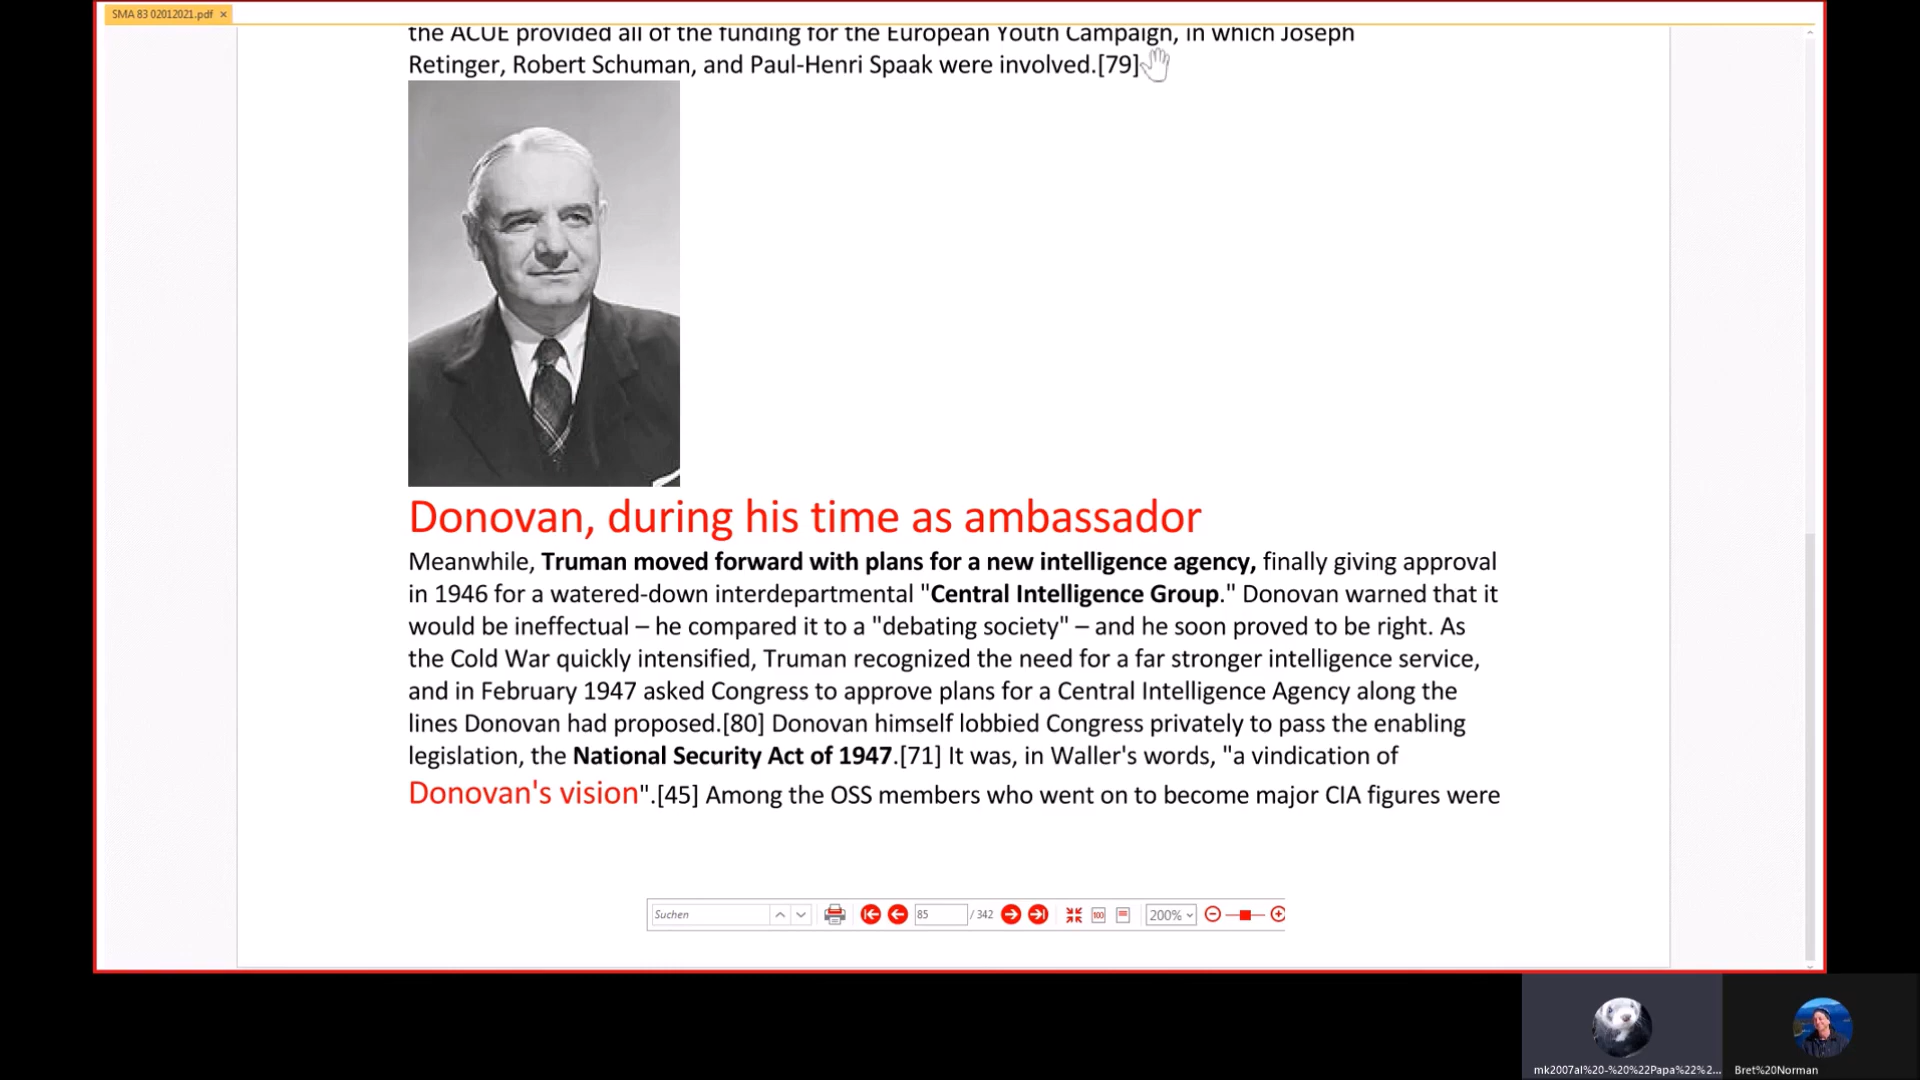 SMA 83 02012021.pdf ×
the ACUE provided all of the funding for the European Youth Campaign, in which Joseph
Retinger, Robert Schuman, and Paul-Henri Spaak were involved.[79]
Donovan, during his time as ambassador
Meanwhile, Truman moved forward with plans for a new intelligence agency, finally giving approval
in 1946 for a watered-down interdepartmental "Central Intelligence Group." Donovan warned that it
would be ineffectual – he compared it to a "debating society" – and he soon proved to be right. As
the Cold War quickly intensified, Truman recognized the need for a far stronger intelligence service,
and in February 1947 asked Congress to approve plans for a Central Intelligence Agency along the
lines Donovan had proposed.[80] Donovan himself lobbied Congress privately to pass the enabling
legislation, the National Security Act of 1947.[71] It was, in Waller's words, "a vindication of
Donovan's vision".[45] Among the OSS members who went on to become major CIA figures were
Suchen 85 / 342 100 200%
mk2007al%20-%20%22Papa%22%2... Bret%20Norman